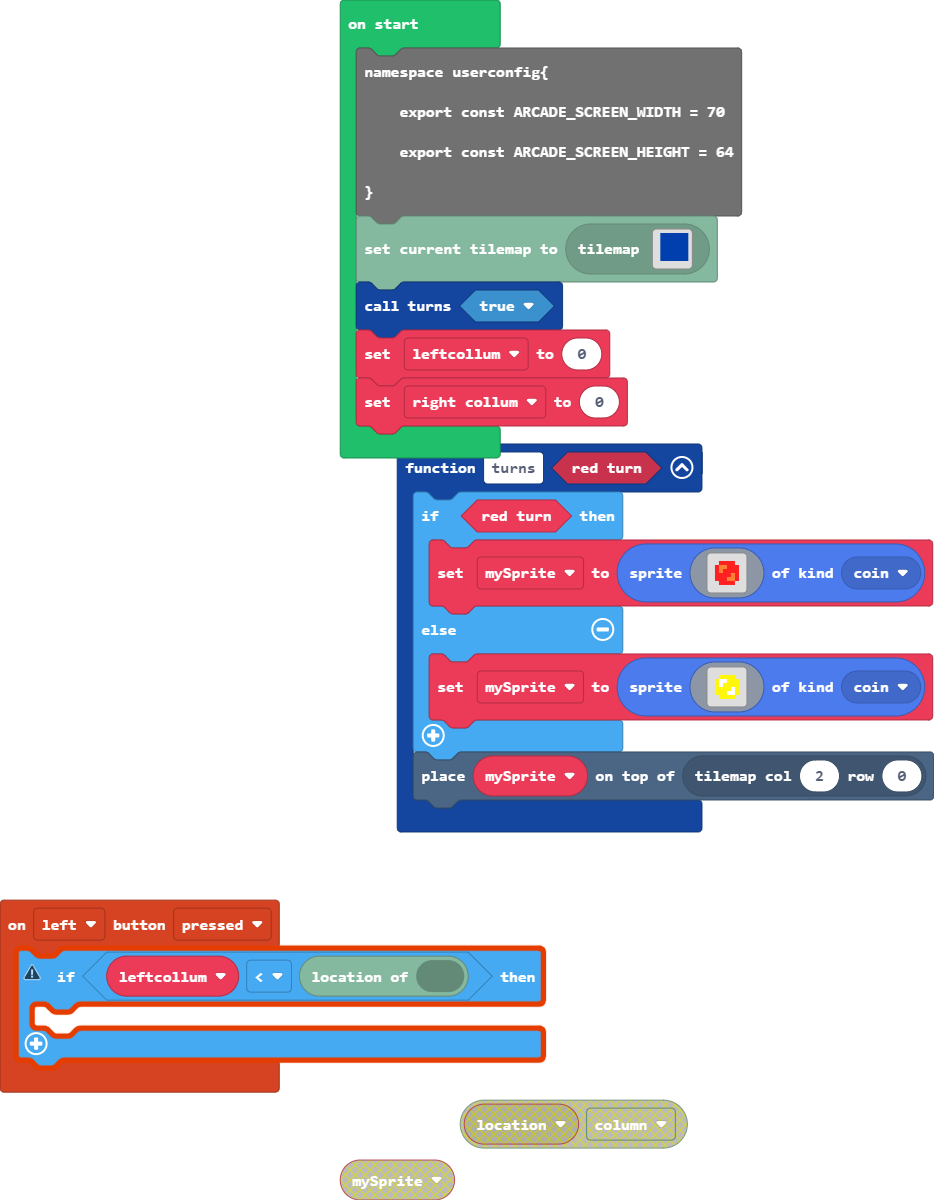 on start
namespace userconfig{
export const ARCADE_SCREEN_WIDTH = 70
export const ARCADE_SCREEN_HEIGHT = 64
}
set current tilemap to tilemap
call turns true
set leftcollum to 0
set right collum to 0
function turns red turn
if red turn then
set mySprite to sprite of kind coin
else
set mySprite to sprite of kind coin
place mySprite on top of tilemap col 2 row 0
on left button pressed
if leftcollum < location of then
location column
mySprite